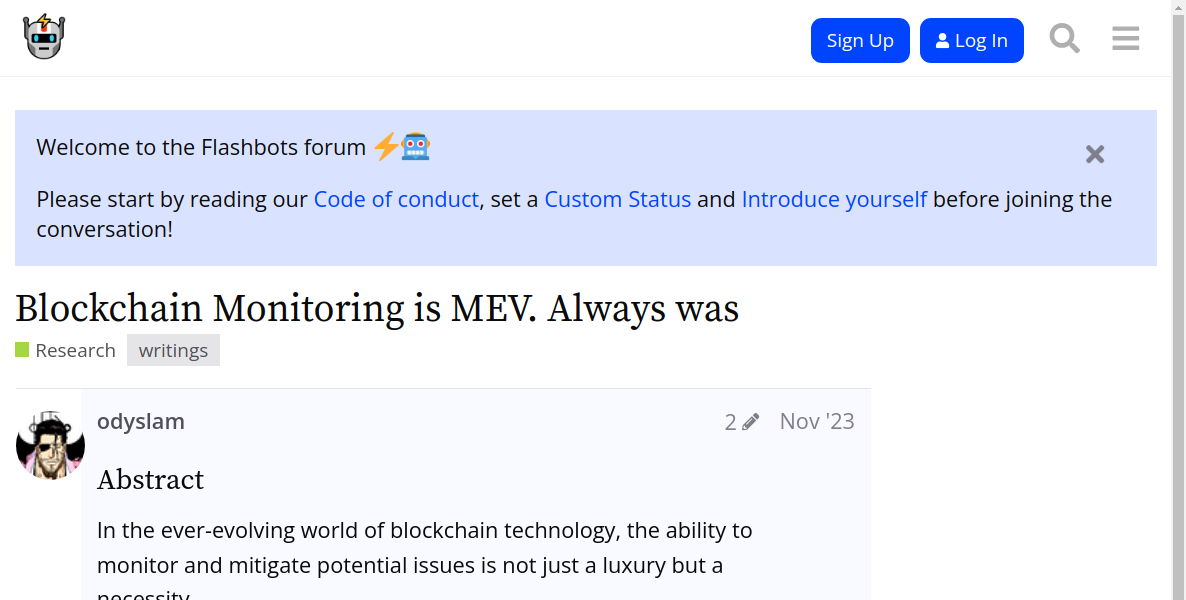 Sign Up
Log In
Welcome to the Flashbots forum
Please start by reading our Code of conduct, set a Custom Status and Introduce yourself before joining the
conversation!
Blockchain Monitoring is MEV. Always was
Research writings
odyslam 2 Nov '23
Abstract
In the ever-evolving world of blockchain technology, the ability to
monitor and mitigate potential issues is not just a luxury but a
necessity.